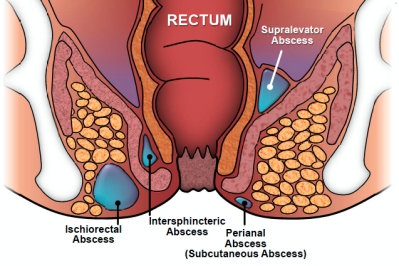 RECTUM
Supralevator
Abscess
Ischiorectal
Abscess
Intersphincteric
Abscess
Perianal
Abscess
(Subcutaneous Abscess)